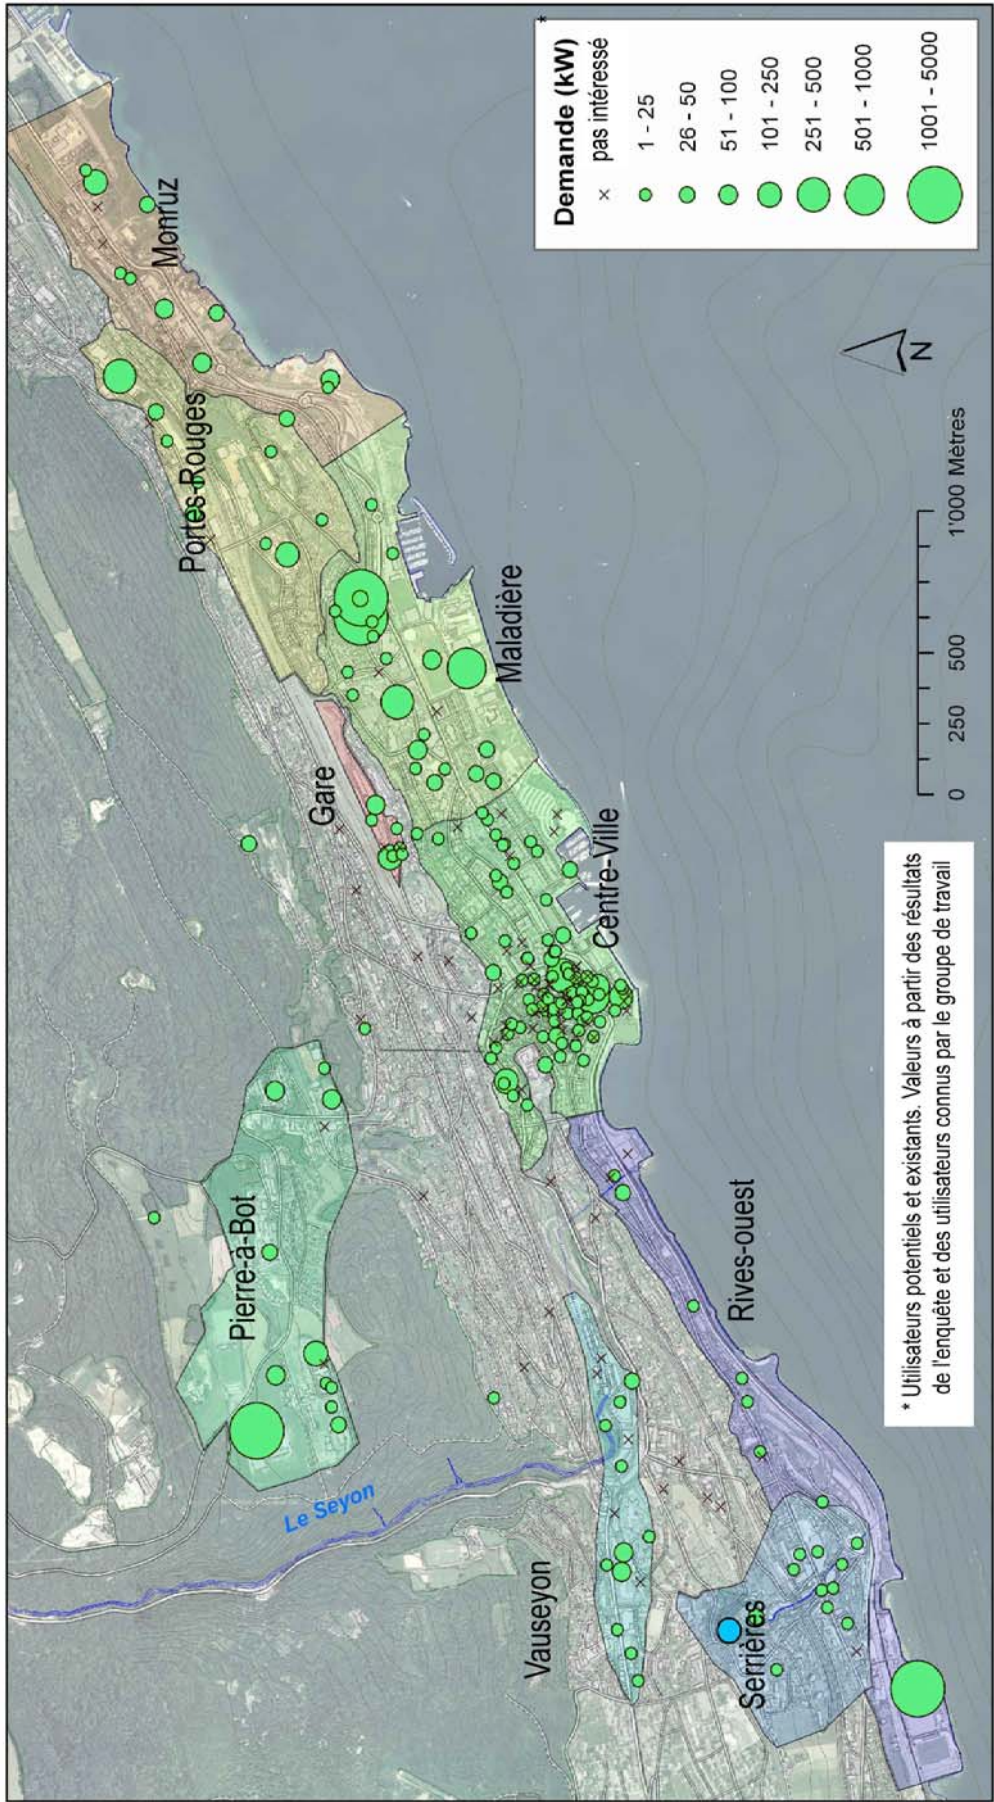 Demande (kW)
*
pas intéressé
1 - 25
26 - 50
51 - 100
101 - 250
251 - 500
501 - 1000
1001 - 5000
Monruz
Portes-Rouges
Maladière
Gare
Centre-Ville
Pierre-à-Bot
Rives-ouest
Le Seyon
Vauseyon
Serrières
N
0 250 500 1'000 Mètres
* Utilisateurs potentiels et existants. Valeurs à partir des résultats
de l'enquête et des utilisateurs connus par le groupe de travail